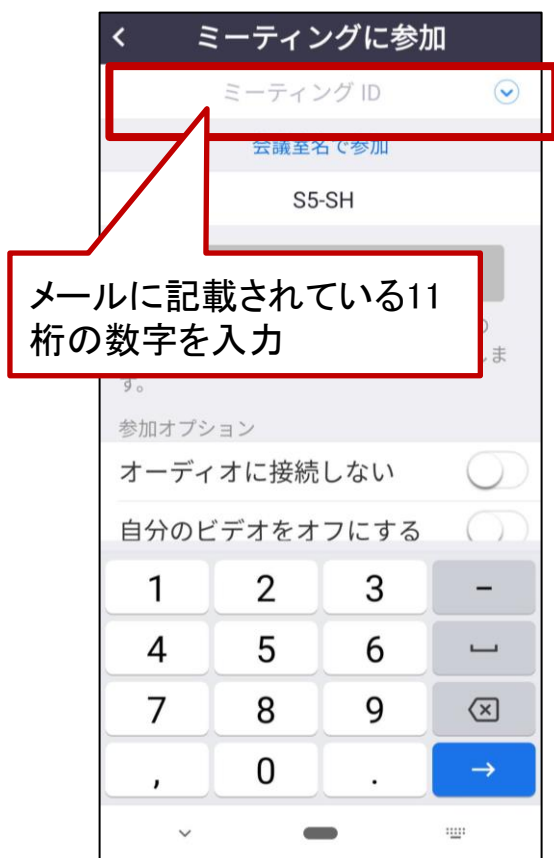 ミーティングに参加
ミーティング ID
会議室名で参加
S5-SH
メールに記載されている11
桁の数字を入力
しま
す。
参加オプション
オーディオに接続しない
自分のビデオをオフにする
1 2 3 -
4 5 6
7 8 9
, 0 .